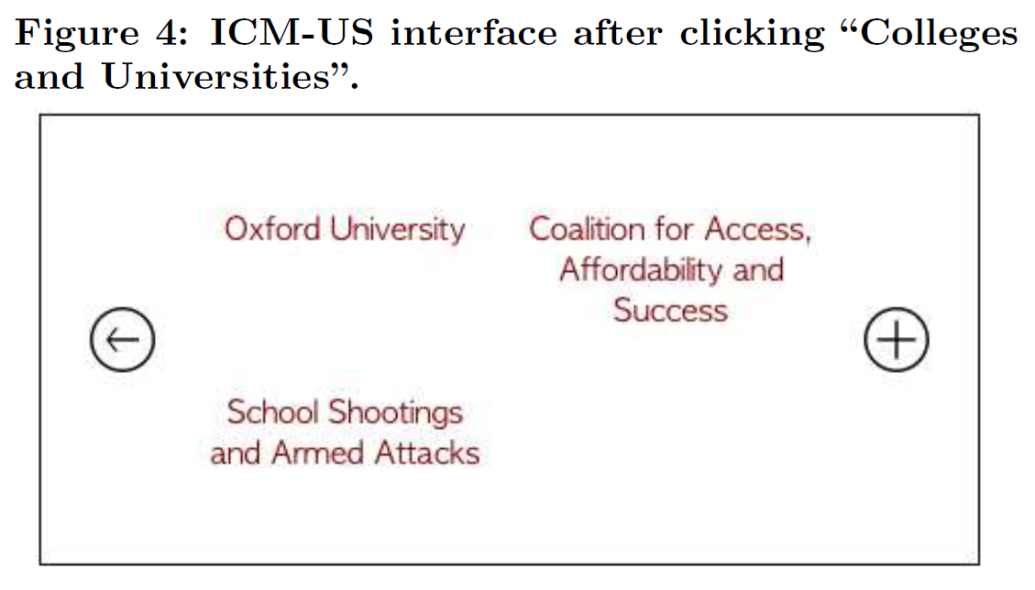 Figure 4: ICM-US interface after clicking “Colleges
and Universities”.
Oxford University
Coalition for Access,
Affordability and
Success
School Shootings
and Armed Attacks